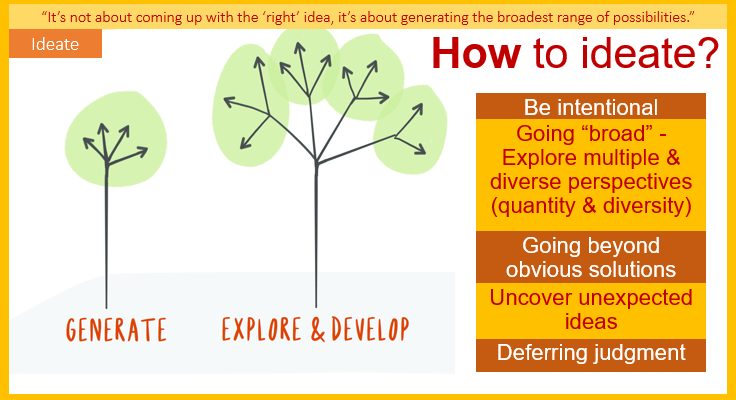 “It’s not about coming up with the ‘right’ idea, it’s about generating the broadest range of possibilities.”
Ideate
How to ideate?
Be intentional
Going “broad” -
Explore multiple &
diverse perspectives
(quantity & diversity)
Going beyond
obvious solutions
Uncover unexpected
ideas
Deferring judgment
GENERATE
EXPLORE & DEVELOP